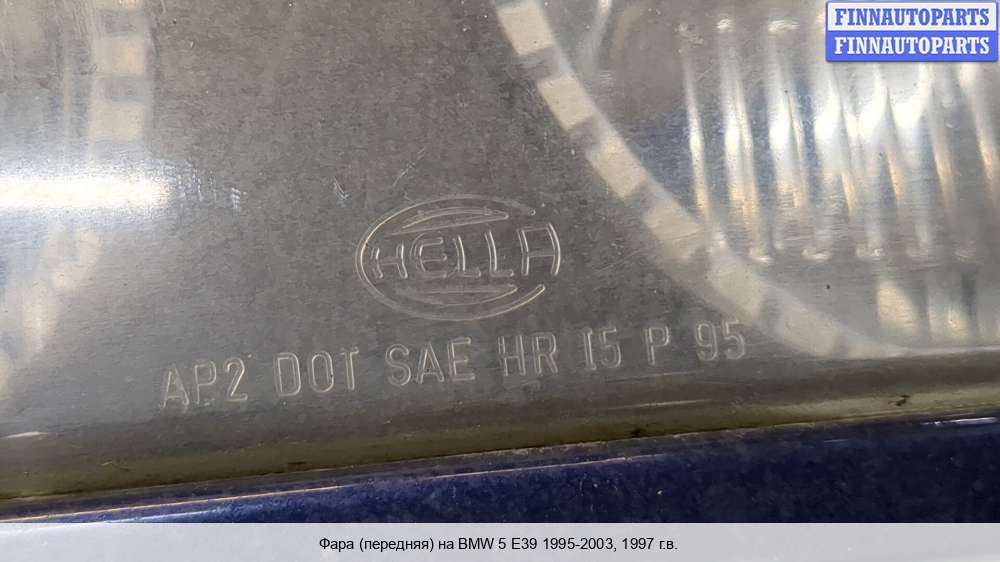 FINNAUTOPARTS
FINNAUTOPARTS
HELLA
AP2 DOT SAE HR I5 P 95
Фара (передняя) на BMW 5 E39 1995-2003, 1997 г.в.